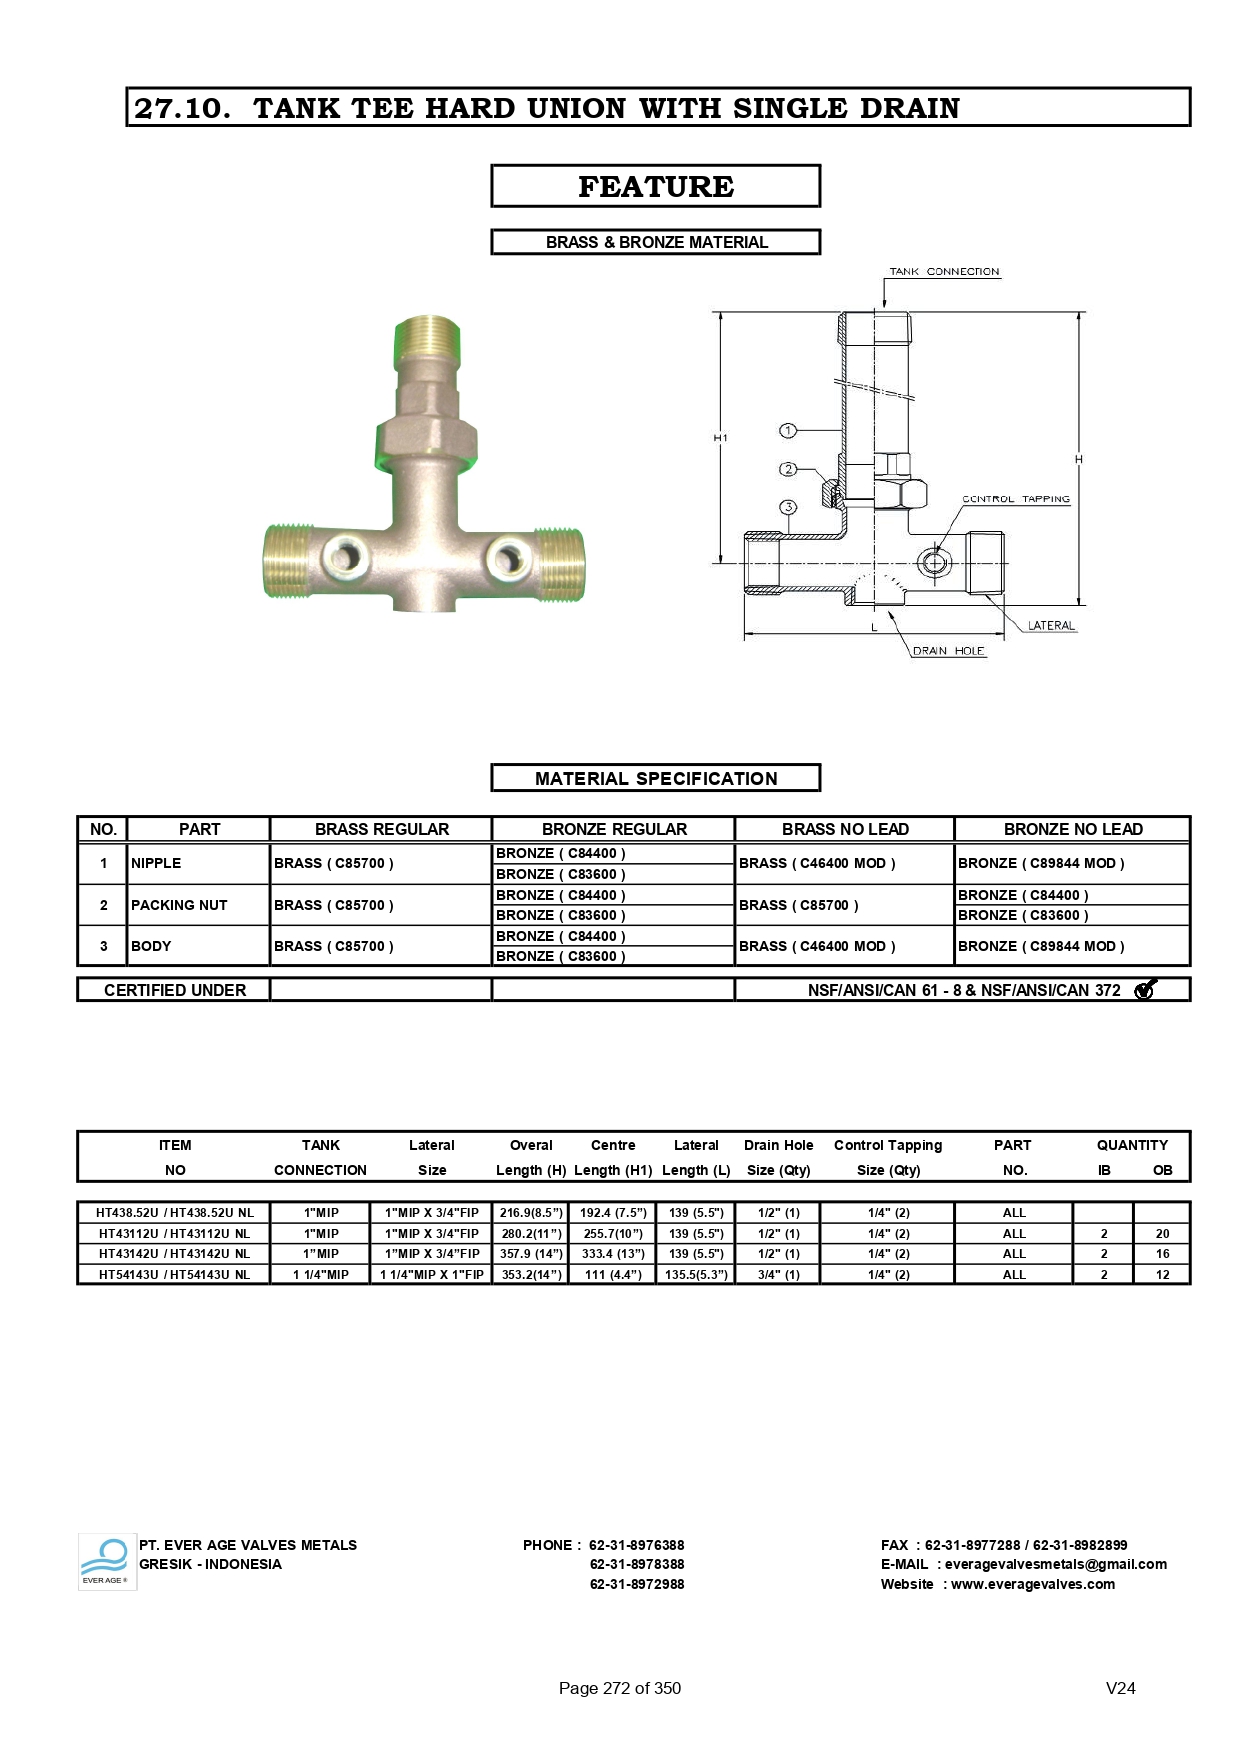 27.10. TANK TEE HARD UNION WITH SINGLE DRAIN
FEATURE
BRASS & BRONZE MATERIAL
TANK CONNECTION
H1
1
H
2
CONTROL TAPPING
3
LATERAL
L
DRAIN HOLE
MATERIAL SPECIFICATION
NO. PART BRASS REGULAR BRONZE REGULAR BRASS NO LEAD BRONZE NO LEAD
1 NIPPLE BRASS ( C85700 ) BRONZE ( C84400 ) BRASS ( C46400 MOD ) BRONZE ( C89844 MOD )
BRONZE ( C83600 )
2 PACKING NUT BRASS ( C85700 ) BRONZE ( C84400 ) BRASS ( C85700 ) BRONZE ( C84400 )
BRONZE ( C83600 ) BRONZE ( C83600 )
3 BODY BRASS ( C85700 ) BRONZE ( C84400 ) BRASS ( C46400 MOD ) BRONZE ( C89844 MOD )
BRONZE ( C83600 )
CERTIFIED UNDER NSF/ANSI/CAN 61 - 8 & NSF/ANSI/CAN 372
ITEM TANK Lateral Overal Centre Lateral Drain Hole Control Tapping PART QUANTITY
NO CONNECTION Size Length (H) Length (H1) Length (L) Size (Qty) Size (Qty) NO. IB OB
HT438.52U / HT438.52U NL 1"MIP 1"MIP X 3/4"FIP 216.9(8.5”) 192.4 (7.5”) 139 (5.5") 1/2" (1) 1/4" (2) ALL
HT43112U / HT43112U NL 1"MIP 1"MIP X 3/4"FIP 280.2(11”) 255.7(10”) 139 (5.5") 1/2" (1) 1/4" (2) ALL 2 20
HT43142U / HT43142U NL 1”MIP 1”MIP X 3/4”FIP 357.9 (14”) 333.4 (13”) 139 (5.5") 1/2" (1) 1/4" (2) ALL 2 16
HT54143U / HT54143U NL 1 1/4"MIP 1 1/4"MIP X 1"FIP 353.2(14”) 111 (4.4”) 135.5(5.3”) 3/4" (1) 1/4" (2) ALL 2 12
EVER AGE ®
PT. EVER AGE VALVES METALS PHONE : 62-31-8976388 FAX : 62-31-8977288 / 62-31-8982899
GRESIK - INDONESIA 62-31-8978388 E-MAIL : everagevalvesmetals@gmail.com
62-31-8972988 Website : www.everagevalves.com
Page 272 of 350 V24